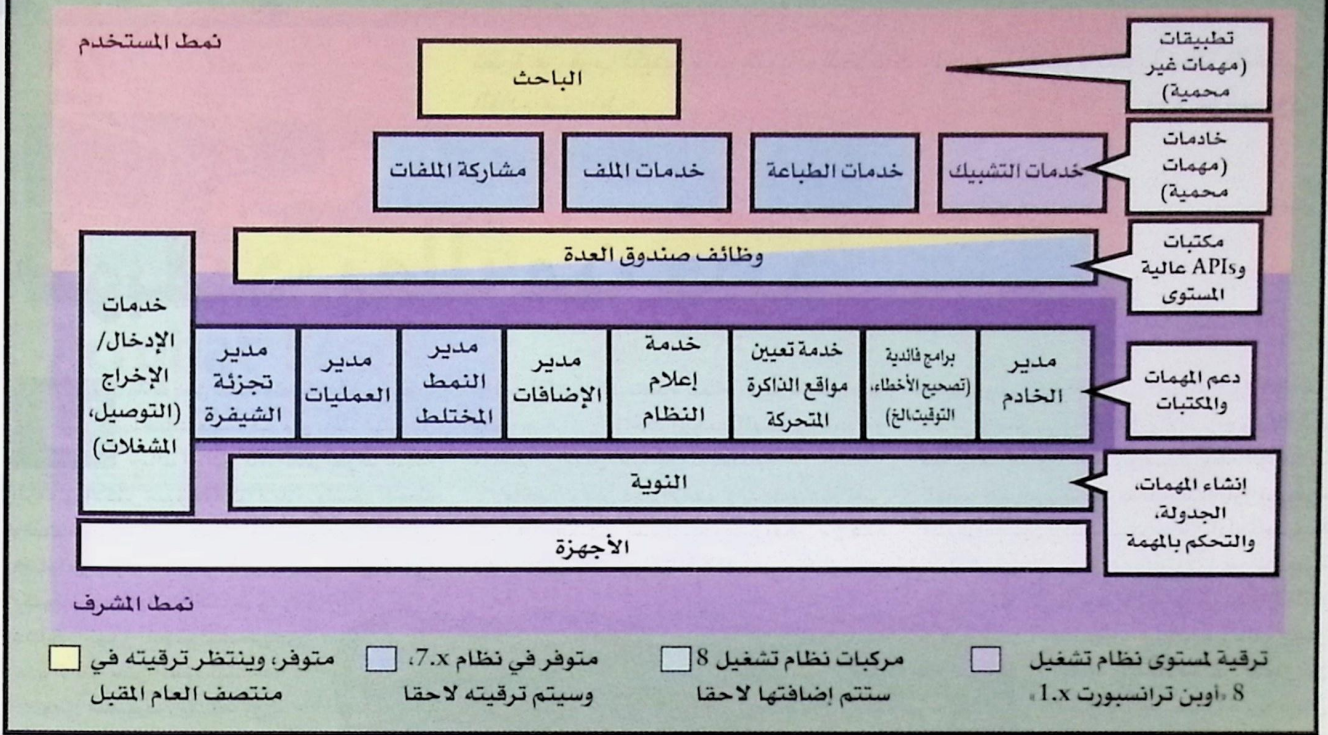 نمط المستخدم
الباحث
تطبيقات
(مهمات غير
محمية)
خدمات التشبيك
خدمات الطباعة
خدمات الملف
مشاركة الملفات
خادمات
(مهمات
محمية)
وظائف صندوق العدة
مكتبات
وAPIs عالية
المستوى
خدمات
الإدخال/
الإخراج
(التوصيل،
المشغلات)
مدير
الخادم
برامج فائدية
(تصحيح الأخطاء،
التوقيت الخ)
خدمة تعيين
مواقع الذاكرة
المتحركة
خدمة
إعلام
النظام
مدير
الإضافات
مدير
النمط
المختلط
مدير
العمليات
مدير
تجزئة
الشيفرة
دعم المهمات
والمكتبات
النوية
إنشاء المهمات،
الجدولة،
والتحكم بالمهمة
الأجهزة
نمط المشرف
ترقية لمستوى نظام تشغيل
8 «أوبن ترانسبورت 1.x»
مركبات نظام تشغيل 8
ستتم إضافتها لاحقا
متوفر في نظام 7.x،
وسيتم ترقيته لاحقا
متوفر، وينتظر ترقيته في
منتصف العام المقبل